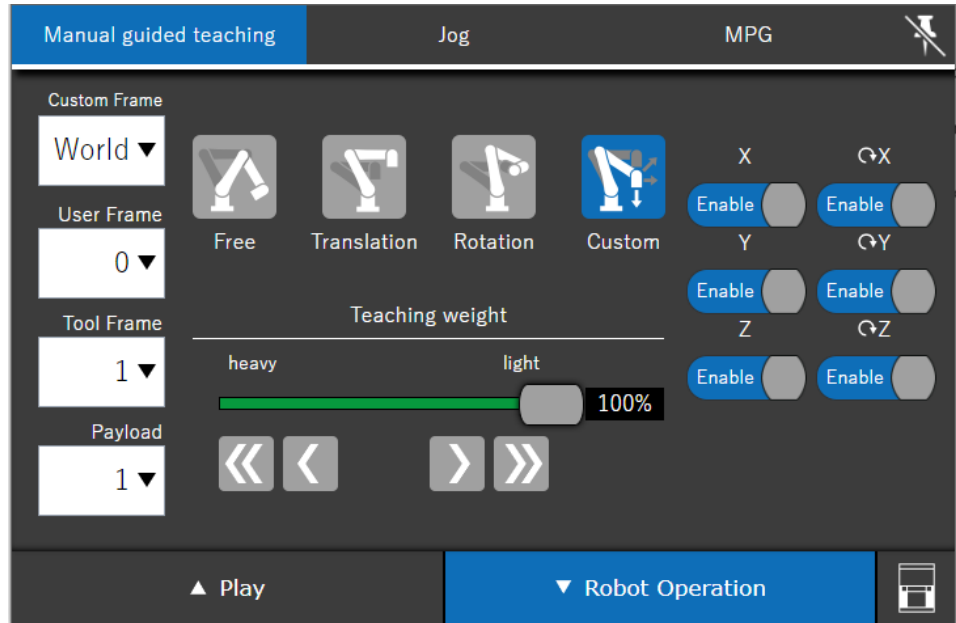 Manual guided teaching Jog MPG
Custom Frame
World ▼
User Frame
0 ▼
Tool Frame
1 ▼
Payload
1 ▼
Free Translation Rotation Custom
Teaching weight
heavy light
100%
X ↷X
Enable Enable
Y ↷Y
Enable Enable
Z ↷Z
Enable Enable
▲ Play ▼ Robot Operation